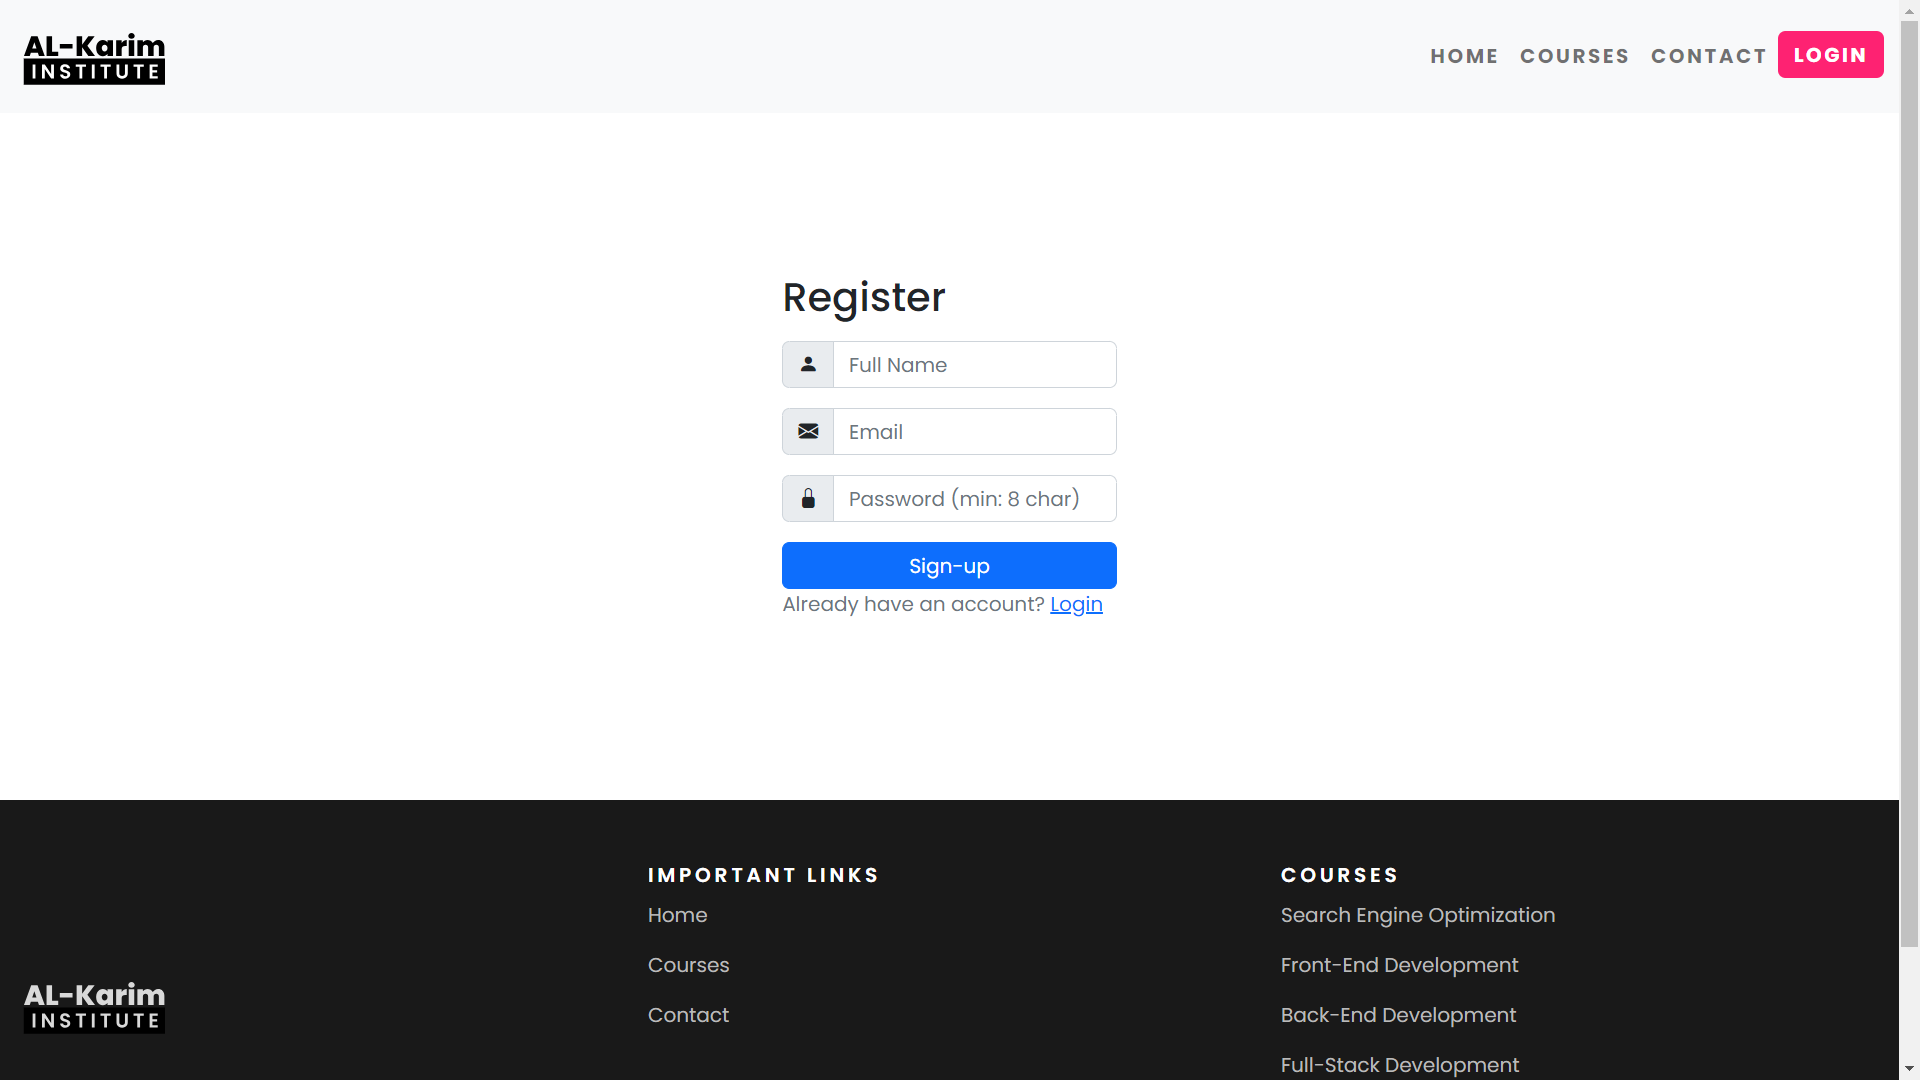 AL-Karim
INSTITUTE
HOME
COURSES
CONTACT
LOGIN
Register
Full Name
Email
Password (min: 8 char)
Sign-up
Already have an account? Login
AL-Karim
INSTITUTE
IMPORTANT LINKS
Home
Courses
Contact
COURSES
Search Engine Optimization
Front-End Development
Back-End Development
Full-Stack Development